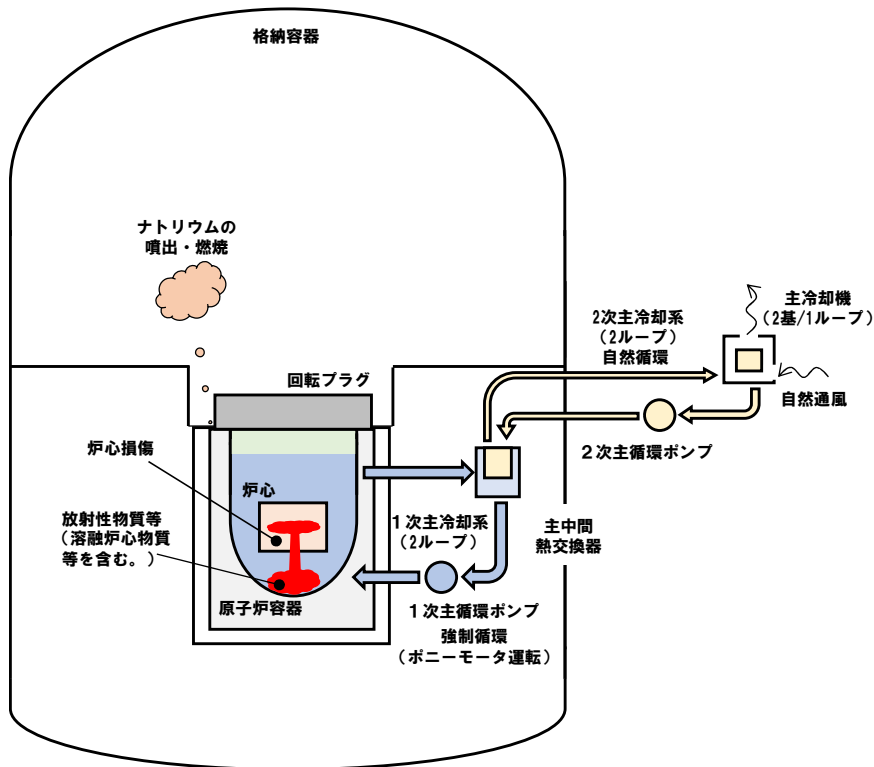 格納容器
ナトリウムの
噴出・燃焼
2次主冷却系
（2ループ）
自然循環
主冷却機
（2基/1ループ）
自然通風
回転プラグ
２次主循環ポンプ
炉心損傷
炉心
放射性物質等
（溶融炉心物質
等を含む。）
１次主冷却系
（2ループ）
主中間
熱交換器
原子炉容器
１次主循環ポンプ
強制循環
（ポニーモータ運転）